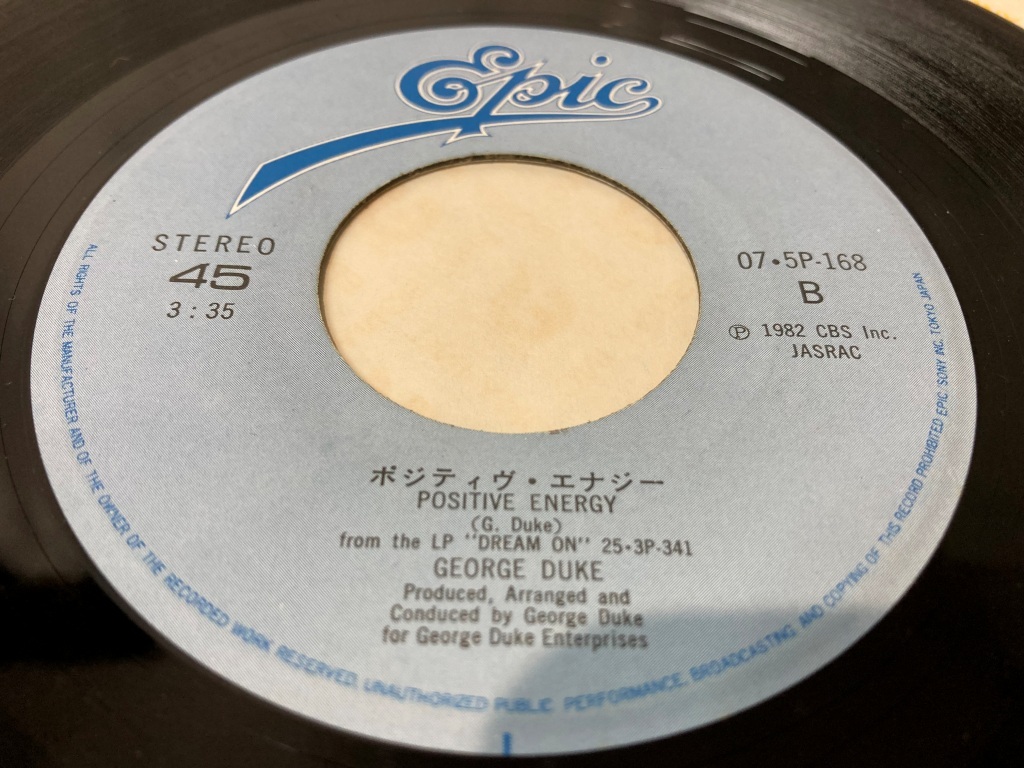 Epic
STEREO
45
3:35
07・5P-168
B
Ⓟ 1982 CBS Inc.
JASRAC
ポジティヴ・エナジー
POSITIVE ENERGY
(G. Duke)
from the LP "DREAM ON" 25・3P-341
GEORGE DUKE
Produced, Arranged and
Conduced by George Duke
for George Duke Enterprises
ALL RIGHTS OF THE MANUFACTURER AND OF THE OWNER OF THE RECORDED WORK RESERVED. UNAUTHORIZED PUBLIC PERFORMANCE, BROADCASTING AND COPYING OF THIS RECORD PROHIBITED EPIC SONY INC. TOKYO JAPAN